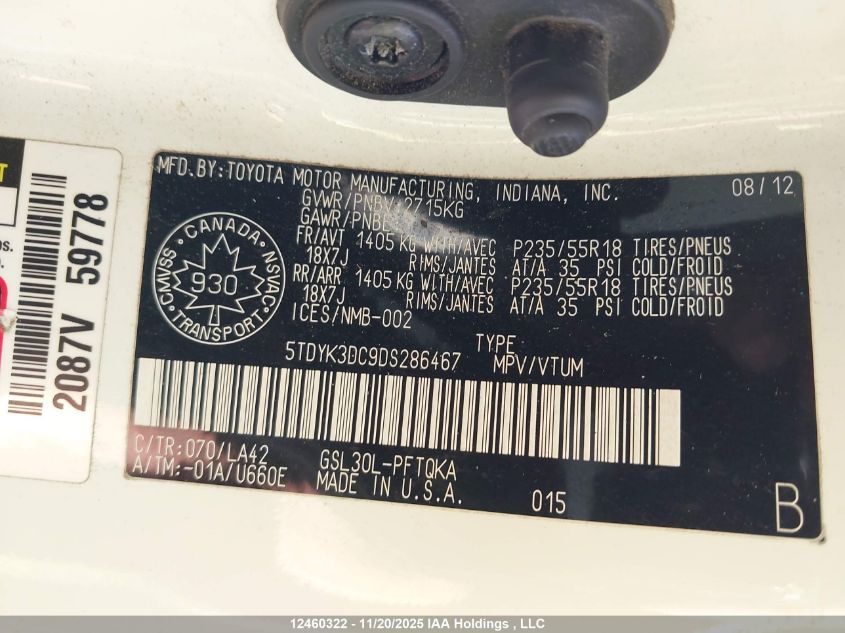 MFD.BY:TOYOTA MOTOR MANUFACTURING, INDIANA, INC. 08/12
GVWR/PNBV 2715KG
GAWR/PNBE
FR/AVT 1405 KG WITH/AVEC P235/55R18 TIRES/PNEUS
18X7J RIMS/JANTES AT/A 35 PSI COLD/FROID
RR/ARR 1405 KG WITH/AVEC P235/55R18 TIRES/PNEUS
18X7J RIMS/JANTES AT/A 35 PSI COLD/FROID
ICES/NMB-002
CANADA
CMVSS NSVAC
930
TRANSPORT
TYPE
5TDYK3DC9DS286467 MPV/VTUM
C/TR:070/LA42 GSL30L-PFTQKA
A/TM:-01A/U660E MADE IN U.S.A. 015 B
2087V 59778
12460322 - 11/20/2025 IAA Holdings , LLC